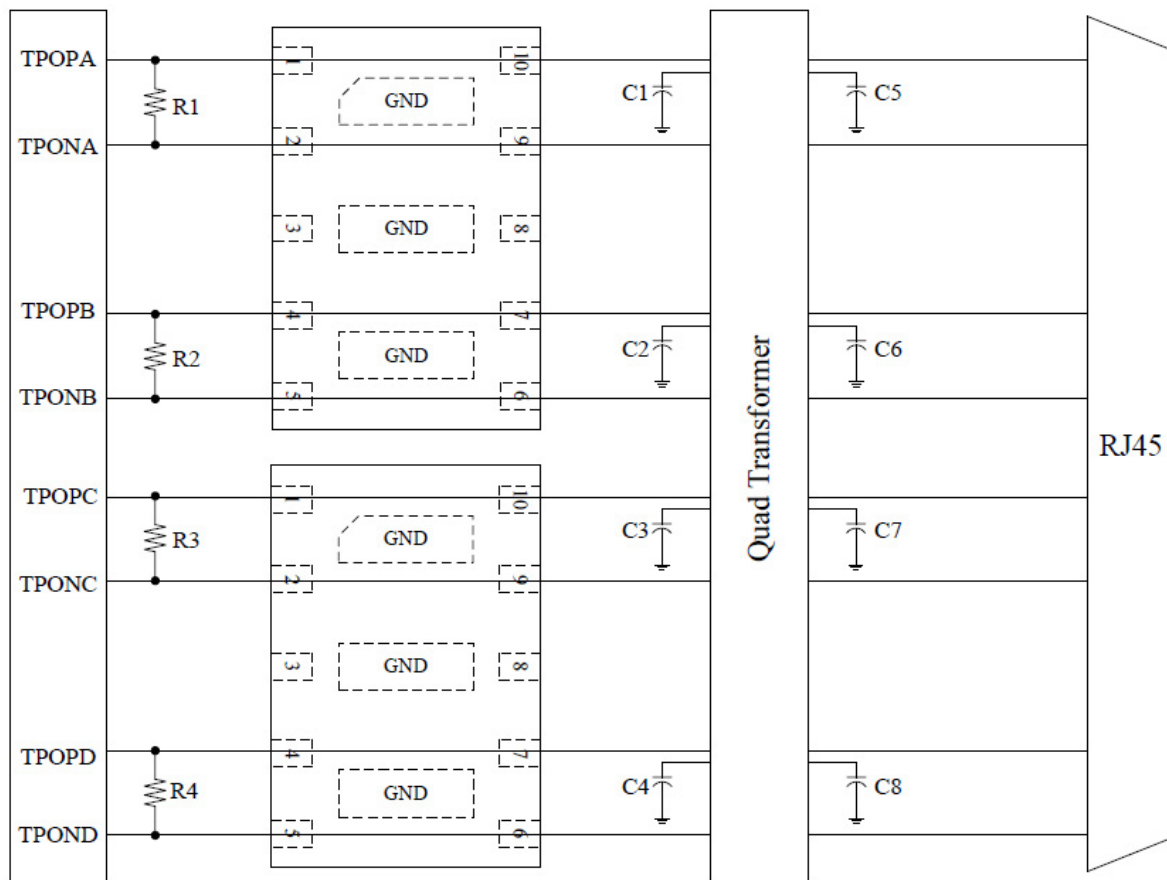 TPOPA
R1
TPONA
1
10
GND
2
9
3
GND
8
TPOPB
R2
TPONB
4
7
GND
5
6
C1
C5
C2
C6
TPOPC
R3
TPONC
1
10
GND
2
9
3
GND
8
TPOPD
R4
TPOND
4
7
GND
5
6
C3
C7
C4
C8
Quad Transformer
RJ45